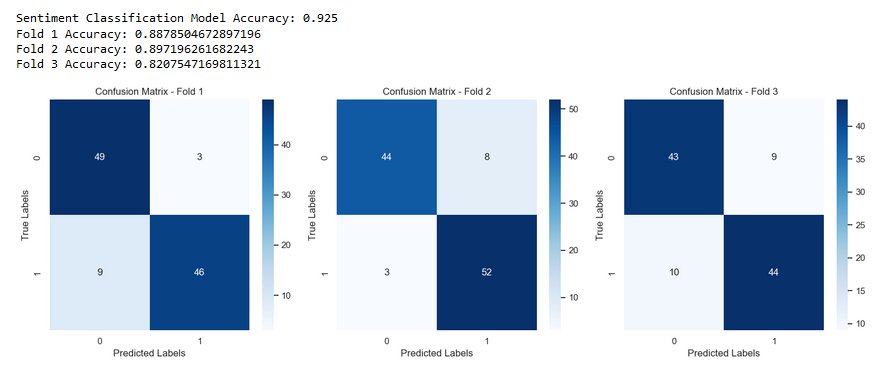 Sentiment Classification Model Accuracy: 0.925
Fold 1 Accuracy: 0.8878504672897196
Fold 2 Accuracy: 0.897196261682243
Fold 3 Accuracy: 0.8207547169811321
Confusion Matrix - Fold 1
49 3
9 46
0
1
True Labels
0 1
Predicted Labels
40
30
20
10
Confusion Matrix - Fold 2
44 8
3 52
0
1
True Labels
0 1
Predicted Labels
50
40
30
20
10
Confusion Matrix - Fold 3
43 9
10 44
0
1
True Labels
0 1
Predicted Labels
40
35
30
25
20
15
10